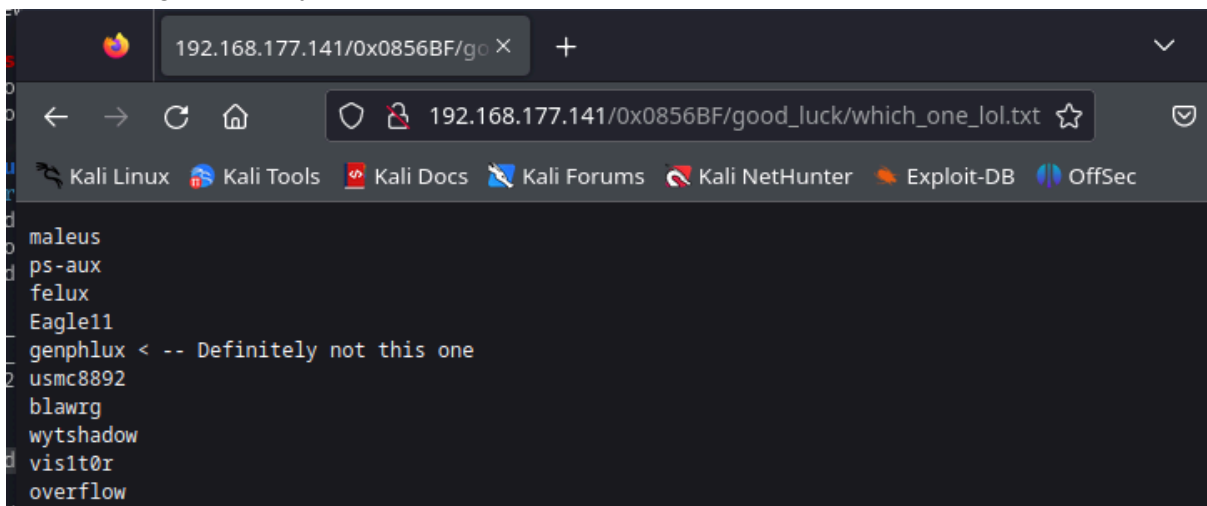 192.168.177.141/0x0856BF/go
192.168.177.141/0x0856BF/good_luck/which_one_lol.txt
Kali Linux Kali Tools Kali Docs Kali Forums Kali NetHunter Exploit-DB OffSec
maleus
ps-aux
felux
Eagle11
genphlux < -- Definitely not this one
usmc8892
blawrg
wytshadow
vis1t0r
overflow